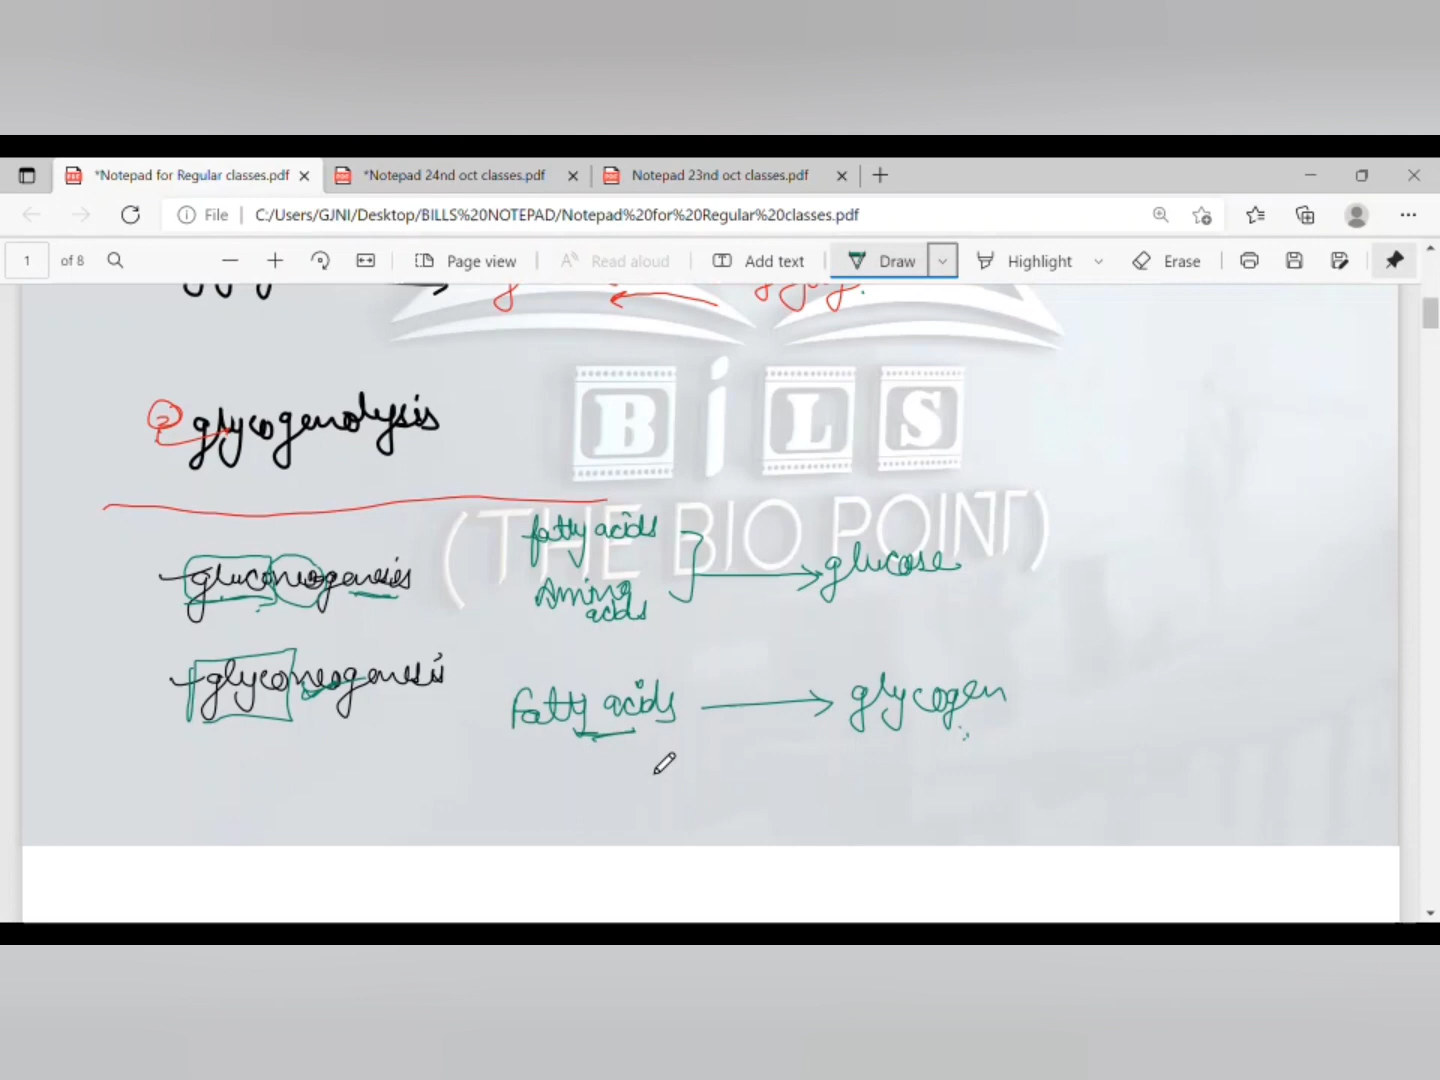 *Notepad for Regular classes.pdf
*Notepad 24nd oct classes.pdf
Notepad 23nd oct classes.pdf
File
C:/Users/GJNI/Desktop/BILLS%20NOTEPAD/Notepad%20for%20Regular%20classes.pdf
1 of 8
Page view
Read aloud
Add text
Draw
Highlight
Erase
BiLS
(THE BIO POINT)
2 glycogenolysis
gluconeogenesis
fatty acids
Amino acids
glucose
glyconeogenesis
Fatty acids
glycogen